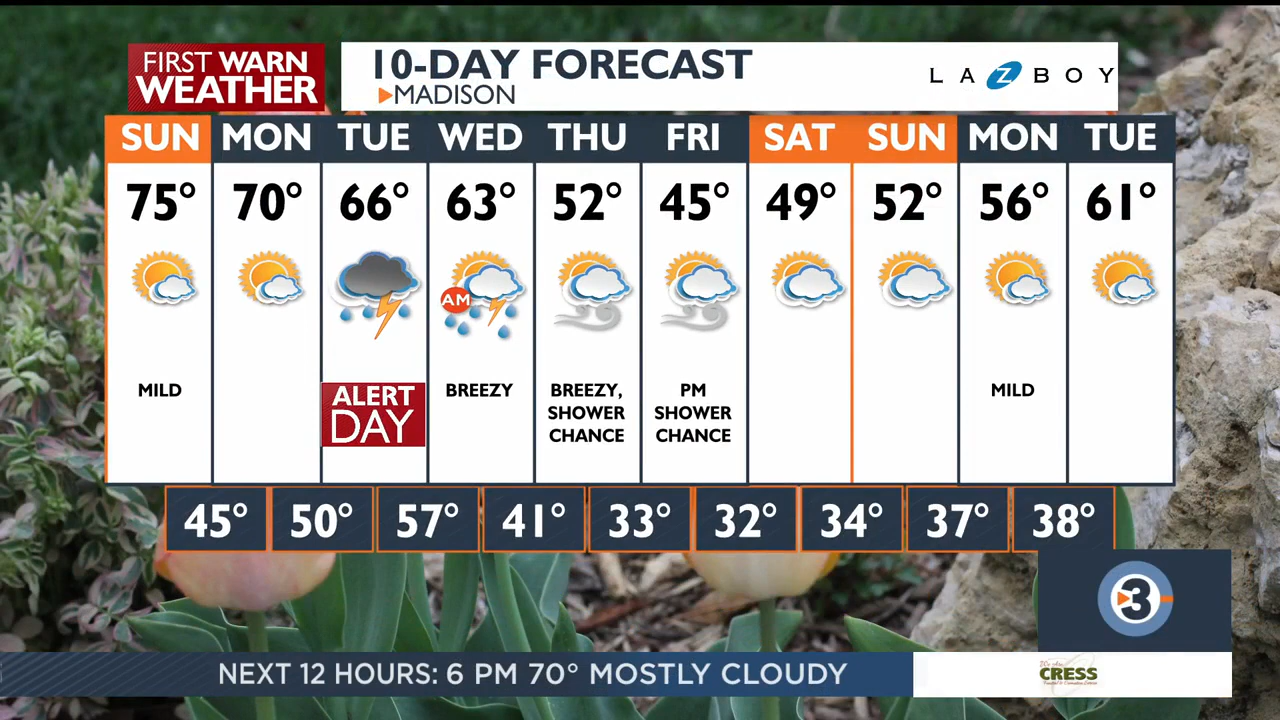 FIRST WARN
WEATHER
10-DAY FORECAST
MADISON
LAZBOY
SUN MON TUE WED THU FRI SAT SUN MON TUE
75° 70° 66° 63° 52° 45° 49° 52° 56° 61°
AM
MILD
ALERT
DAY
BREEZY
BREEZY,
SHOWER
CHANCE
PM
SHOWER
CHANCE
MILD
45° 50° 57° 41° 33° 32° 34° 37° 38°
3
NEXT 12 HOURS: 6 PM 70° MOSTLY CLOUDY
CRESS